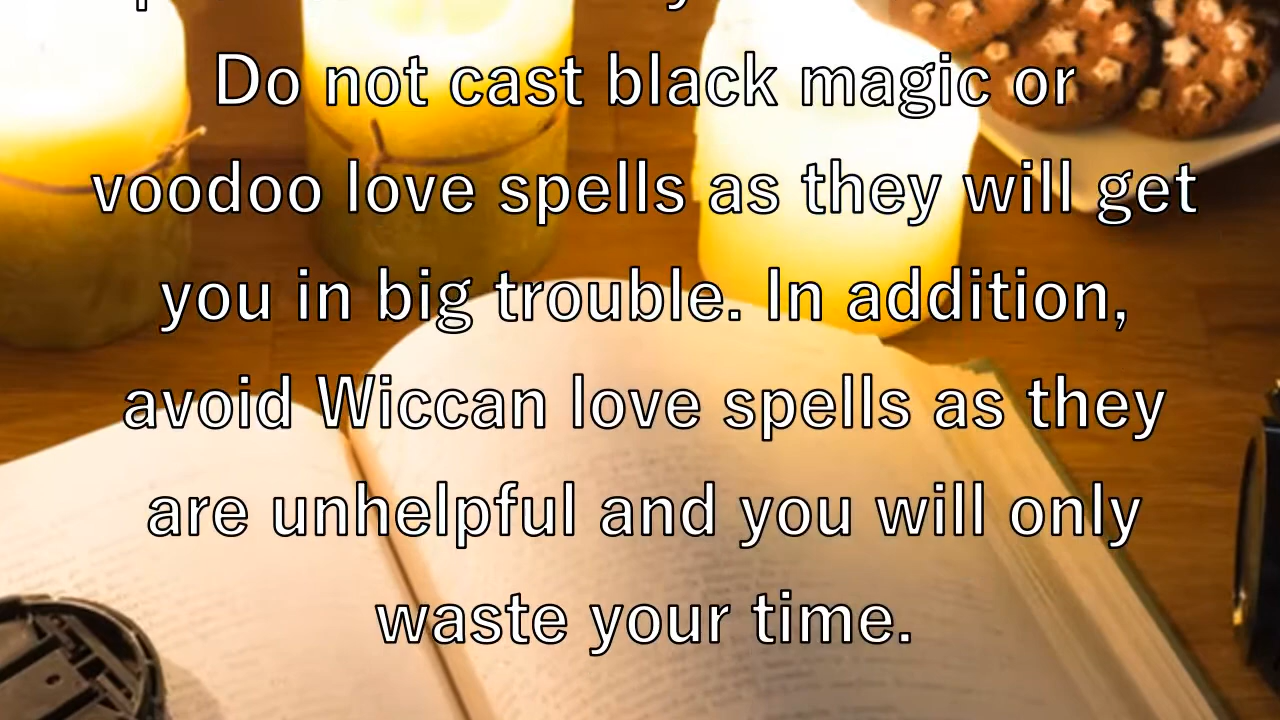 Do not cast black magic or
voodoo love spells as they will get
you in big trouble. In addition,
avoid Wiccan love spells as they
are unhelpful and you will only
waste your time.